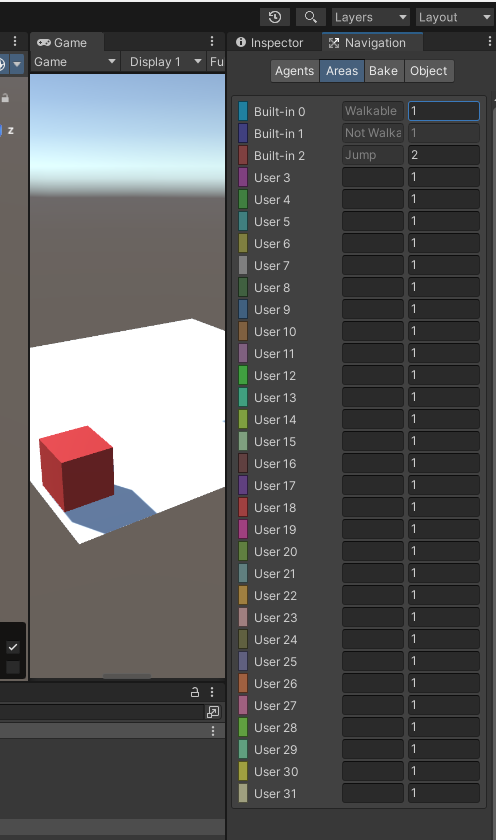 Layers Layout
Game Inspector Navigation
Game Display 1 Fu
Agents Areas Bake Object
z
Built-in 0 Walkable 1
Built-in 1 Not Walka 1
Built-in 2 Jump 2
User 3 1
User 4 1
User 5 1
User 6 1
User 7 1
User 8 1
User 9 1
User 10 1
User 11 1
User 12 1
User 13 1
User 14 1
User 15 1
User 16 1
User 17 1
User 18 1
User 19 1
User 20 1
User 21 1
User 22 1
User 23 1
User 24 1
User 25 1
User 26 1
User 27 1
User 28 1
User 29 1
User 30 1
User 31 1